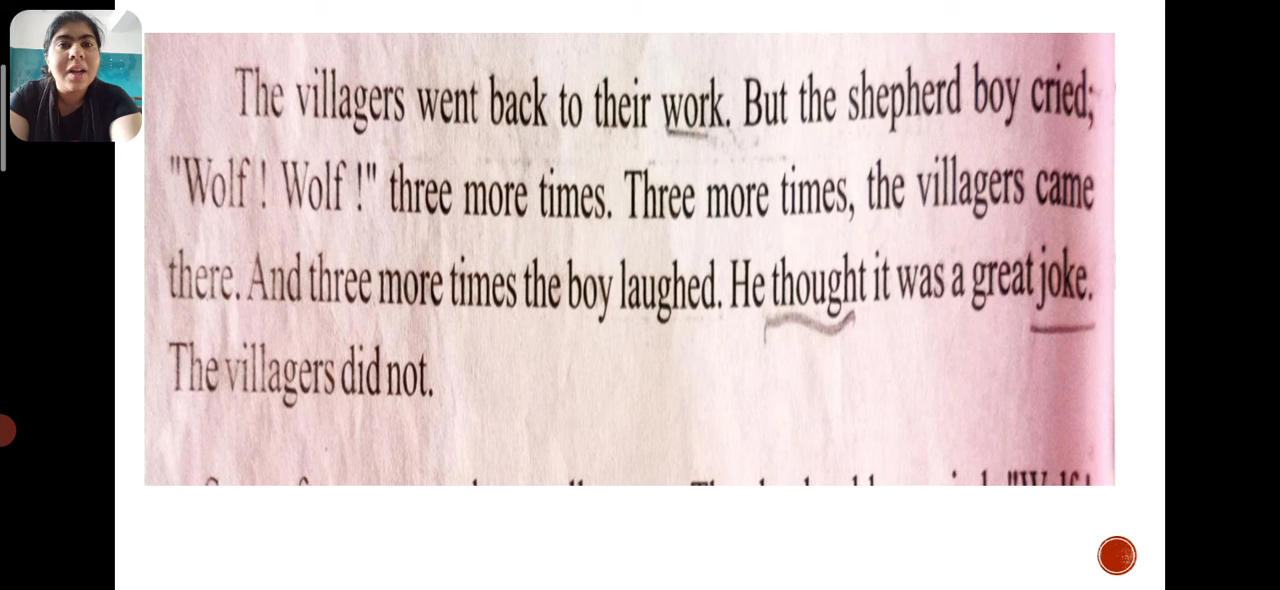 The villagers went back to their work. But the shepherd boy cried;
"Wolf ! Wolf !" three more times. Three more times, the villagers came
there. And three more times the boy laughed. He thought it was a great joke.
The villagers did not.